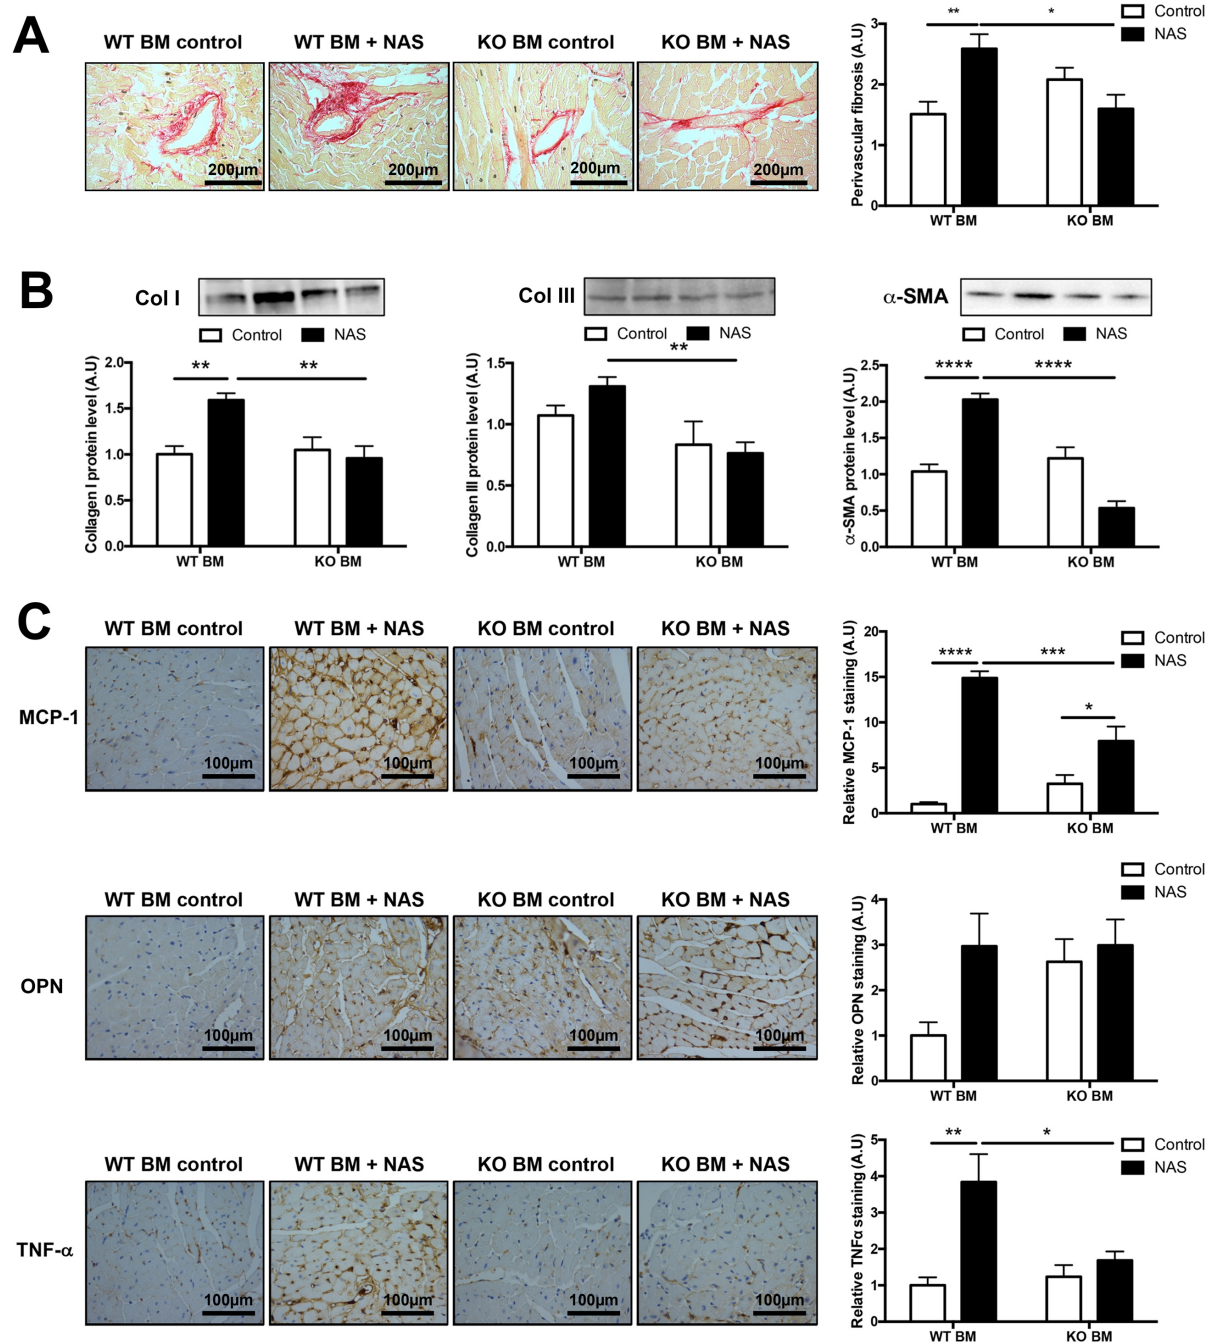 A
WT BM control
WT BM + NAS
KO BM control
KO BM + NAS
200µm
200µm
200µm
200µm
Perivascular fibrosis (A.U)
3
2
1
0
**
*
Control
NAS
WT BM
KO BM
B
Col I
Control
NAS
Collagen I protein level (A.U)
2.0
1.5
1.0
0.5
0.0
**
**
WT BM
KO BM
Col III
Control
NAS
Collagen III protein level (A.U)
1.5
1.0
0.5
0.0
**
WT BM
KO BM
α-SMA
Control
NAS
α-SMA protein level (A.U)
2.5
2.0
1.5
1.0
0.5
0.0
****
****
WT BM
KO BM
C
WT BM control
WT BM + NAS
KO BM control
KO BM + NAS
MCP-1
100µm
100µm
100µm
100µm
Relative MCP-1 staining (A.U)
20
15
10
5
0
****
***
*
Control
NAS
WT BM
KO BM
WT BM control
WT BM + NAS
KO BM control
KO BM + NAS
OPN
100µm
100µm
100µm
100µm
Relative OPN staining (A.U)
4
3
2
1
0
Control
NAS
WT BM
KO BM
WT BM control
WT BM + NAS
KO BM control
KO BM + NAS
TNF-α
100µm
100µm
100µm
100µm
Relative TNFα staining (A.U)
5
4
3
2
1
0
**
*
Control
NAS
WT BM
KO BM